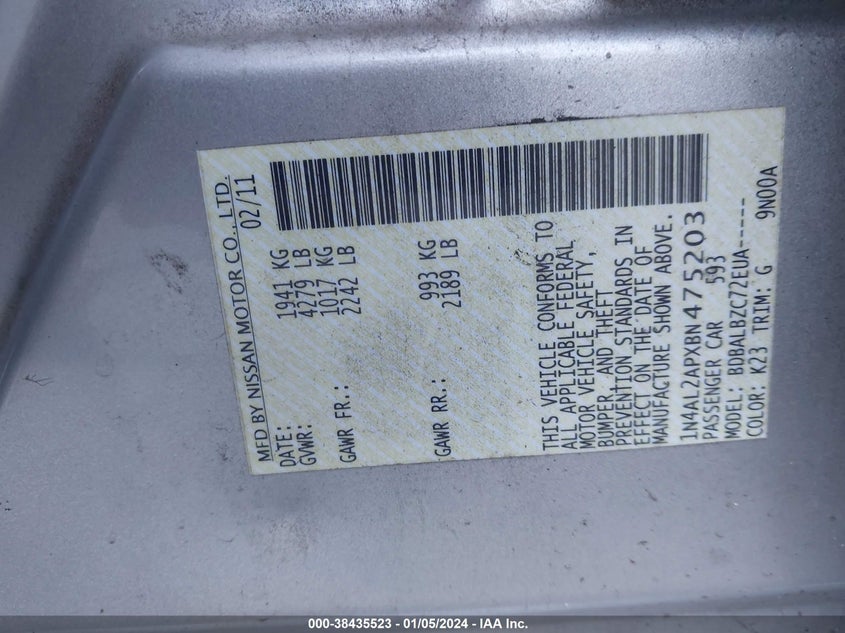 MFD BY NISSAN MOTOR CO., LTD.
DATE: 02/11
GVWR: 1941 KG
4279 LB
GAWR FR.: 1017 KG
2242 LB
GAWR RR.: 993 KG
2189 LB
THIS VEHICLE CONFORMS TO
ALL APPLICABLE FEDERAL
MOTOR VEHICLE SAFETY,
BUMPER, AND THEFT
PREVENTION STANDARDS IN
EFFECT ON THE DATE OF
MANUFACTURE SHOWN ABOVE.
1N4AL2APXBN475203
PASSENGER CAR 593
MODEL: BDBALBZC72EUA-----
COLOR: K23 TRIM: G 9N00A
000-38435523 - 01/05/2024 - IAA Inc.